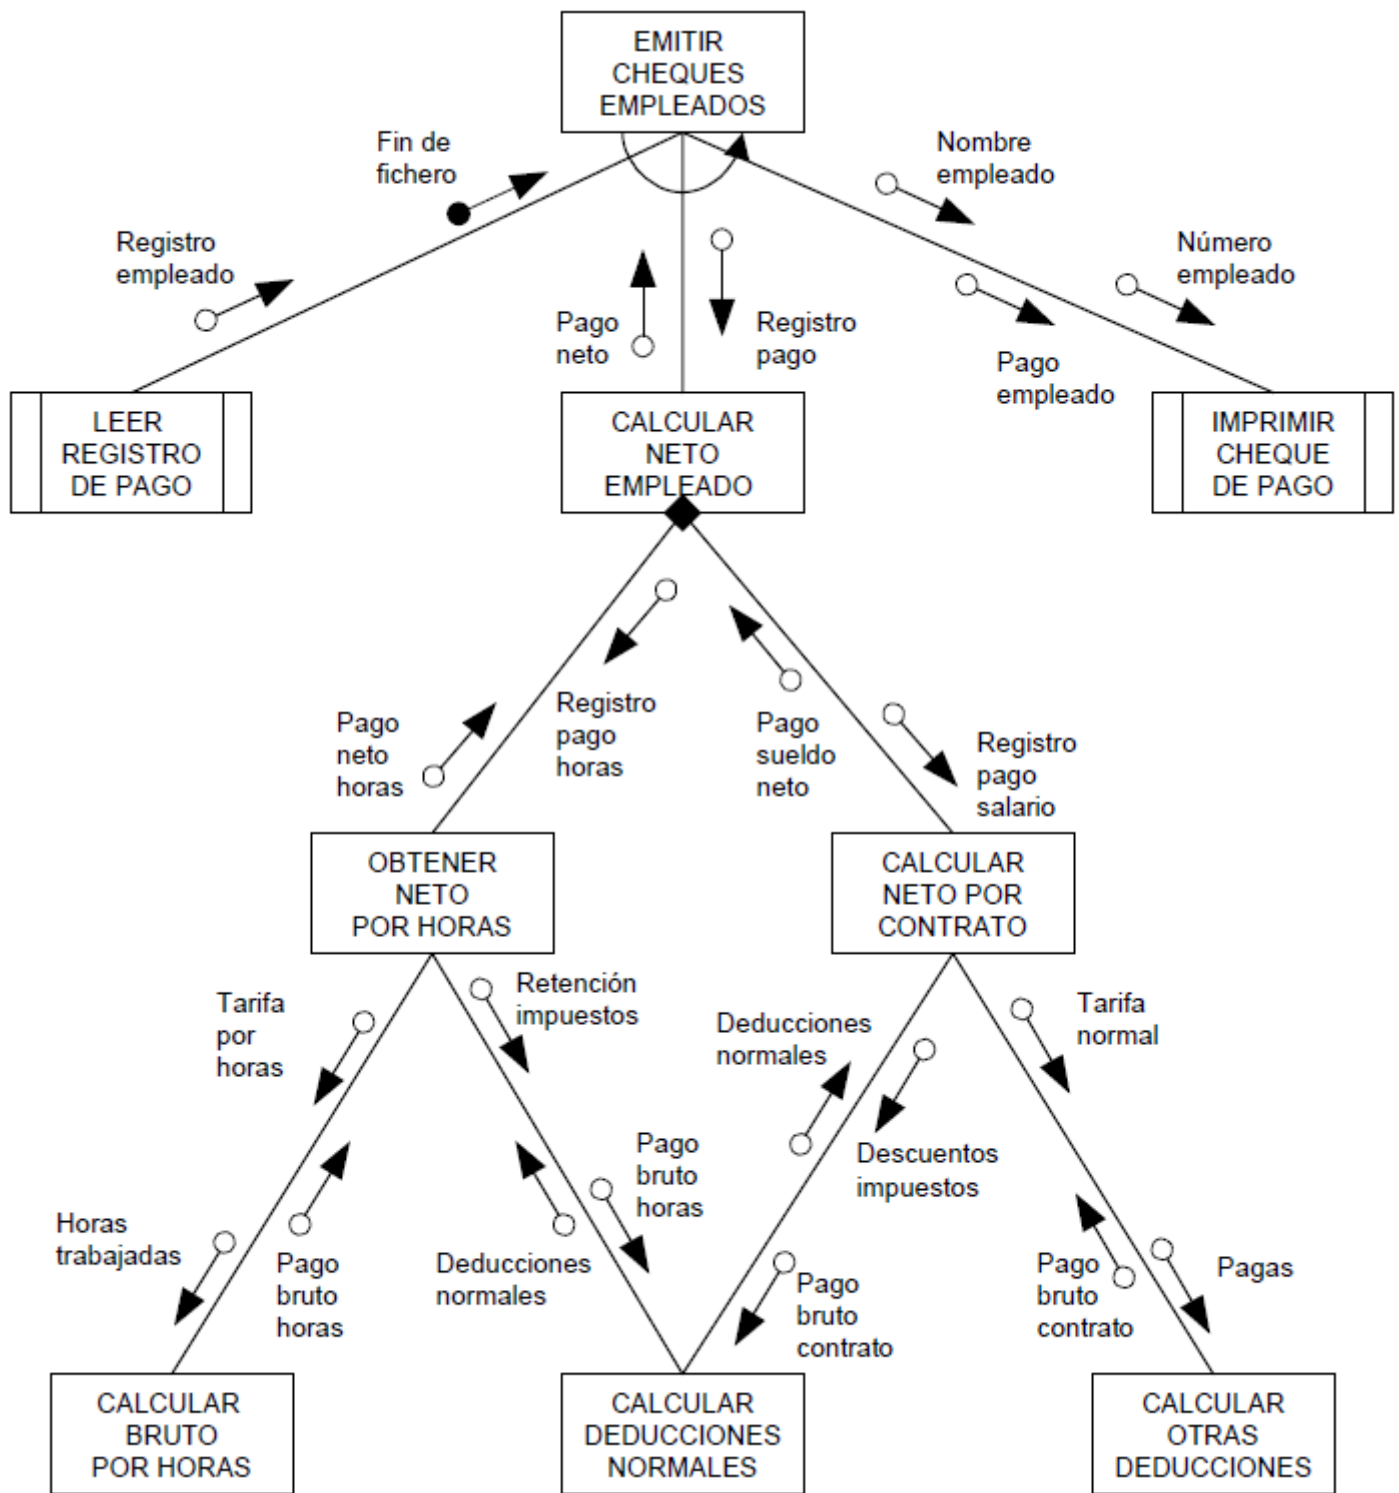 EMITIR
CHEQUES
EMPLEADOS
Fin de
fichero
Nombre
empleado
Registro
empleado
Número
empleado
Pago
neto
Registro
pago
Pago
empleado
LEER
REGISTRO
DE PAGO
CALCULAR
NETO
EMPLEADO
IMPRIMIR
CHEQUE
DE PAGO
Pago
neto
horas
Registro
pago
horas
Pago
sueldo
neto
Registro
pago
salario
OBTENER
NETO
POR HORAS
CALCULAR
NETO POR
CONTRATO
Tarifa
por
horas
Retención
impuestos
Deducciones
normales
Tarifa
normal
Pago
bruto
horas
Descuentos
impuestos
Horas
trabajadas
Pago
bruto
horas
Deducciones
normales
Pago
bruto
contrato
Pago
bruto
contrato
Pagas
CALCULAR
BRUTO
POR HORAS
CALCULAR
DEDUCCIONES
NORMALES
CALCULAR
OTRAS
DEDUCCIONES